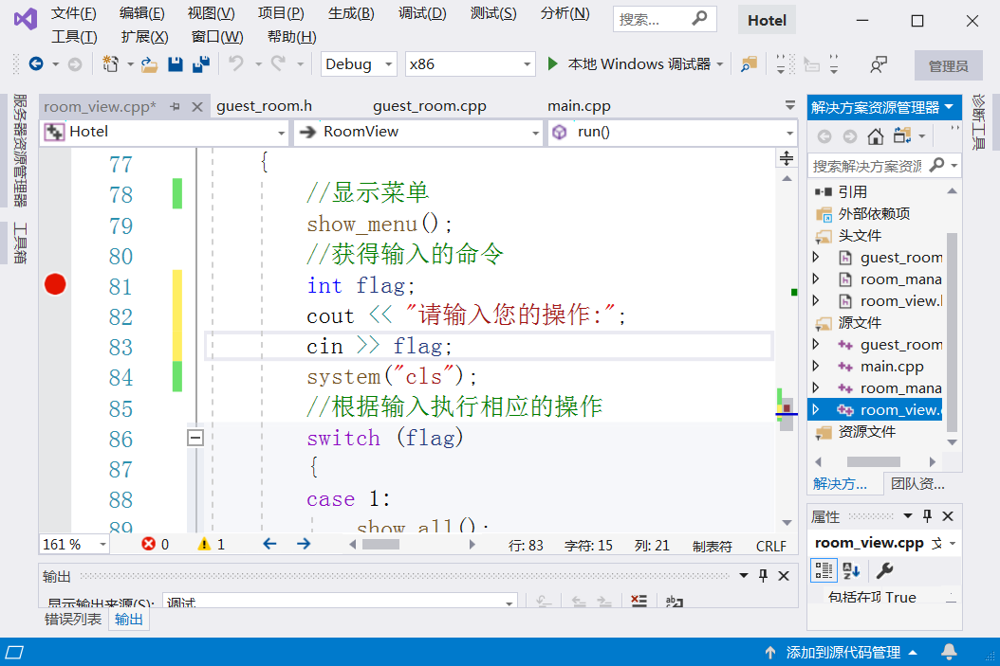 文件(F) 编辑(E) 视图(V) 项目(P) 生成(B) 调试(D) 测试(S) 分析(N) 搜索... Hotel
工具(T) 扩展(X) 窗口(W) 帮助(H)
Debug x86 本地 Windows 调试器 管理员
服务器资源管理器
工具箱
room_view.cpp* guest_room.h guest_room.cpp main.cpp
Hotel RoomView run()
77 {
78 //显示菜单
79 show_menu();
80 //获得输入的命令
81 int flag;
82 cout << "请输入您的操作:";
83 cin >> flag;
84 system("cls");
85 //根据输入执行相应的操作
86 switch (flag)
87 {
88 case 1:
89 show_all();
161 % 0 1 行: 83 字符: 15 列: 21 制表符 CRLF
输出
显示输出来源(S): 调试
错误列表 输出
解决方案资源管理器
诊断工具
搜索解决方案资源
引用
外部依赖项
头文件
guest_room
room_mana
room_view.
源文件
guest_room
main.cpp
room_mana
room_view.
资源文件
解决方... 团队资...
属性
room_view.cpp 文
包括在项 True
添加到源代码管理